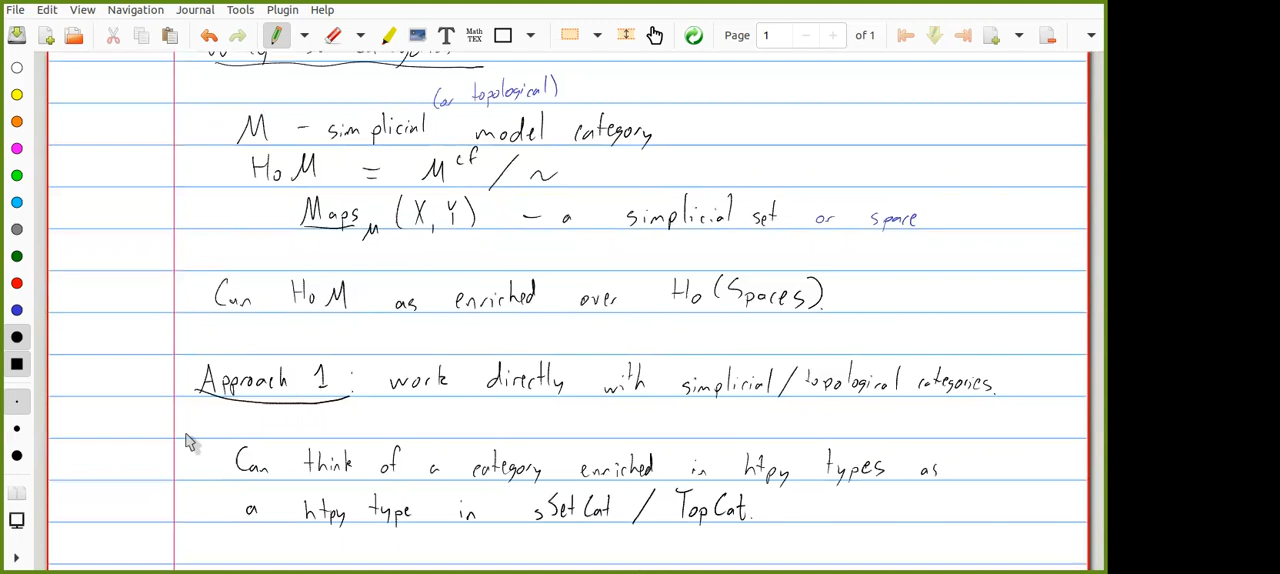 File Edit View Navigation Journal Tools Plugin Help
T Math TEX Page 1 of 1
(or topological)
M - simplicial model category
Ho M = M^cf / ~
Maps_M (X, Y) - a simplicial set or space
Can Ho M as enriched over Ho(Spaces).
Approach 1: work directly with simplicial/topological categories.
Can think of a category enriched in htpy types as
a htpy type in sSetCat / TopCat.